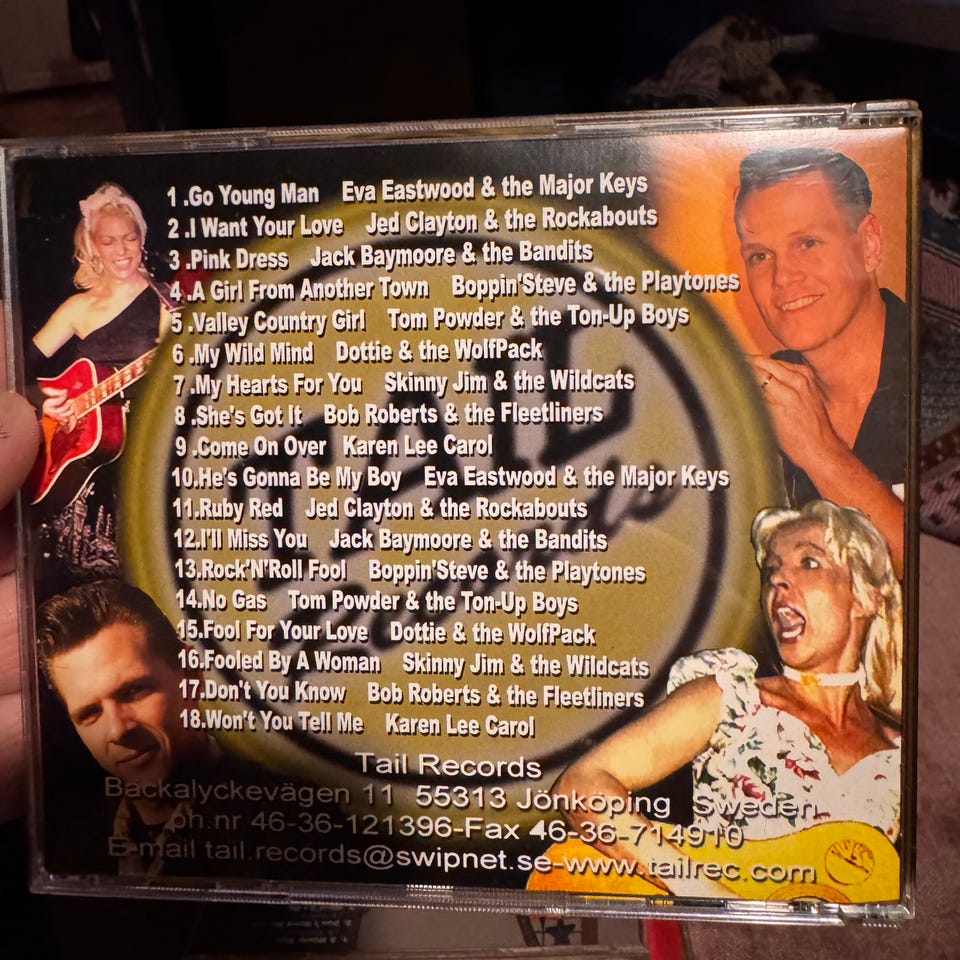 1 .Go Young Man Eva Eastwood & the Major Keys
2 .I Want Your Love Jed Clayton & the Rockabouts
3 .Pink Dress Jack Baymoore & the Bandits
4 .A Girl From Another Town Boppin'Steve & the Playtones
5 .Valley Country Girl Tom Powder & the Ton-Up Boys
6 .My Wild Mind Dottie & the WolfPack
7 .My Hearts For You Skinny Jim & the Wildcats
8 .She's Got It Bob Roberts & the Fleetliners
9 .Come On Over Karen Lee Carol
10.He's Gonna Be My Boy Eva Eastwood & the Major Keys
11.Ruby Red Jed Clayton & the Rockabouts
12.I'll Miss You Jack Baymoore & the Bandits
13.Rock'N'Roll Fool Boppin'Steve & the Playtones
14.No Gas Tom Powder & the Ton-Up Boys
15.Fool For Your Love Dottie & the WolfPack
16.Fooled By A Woman Skinny Jim & the Wildcats
17.Don't You Know Bob Roberts & the Fleetliners
18.Won't You Tell Me Karen Lee Carol
Tail Records
Backalyckevägen 11 55313 Jönköping Sweden
ph.nr 46-36-121396-Fax 46-36-714910
E-mail tail.records@swipnet.se-www.tailrec.com